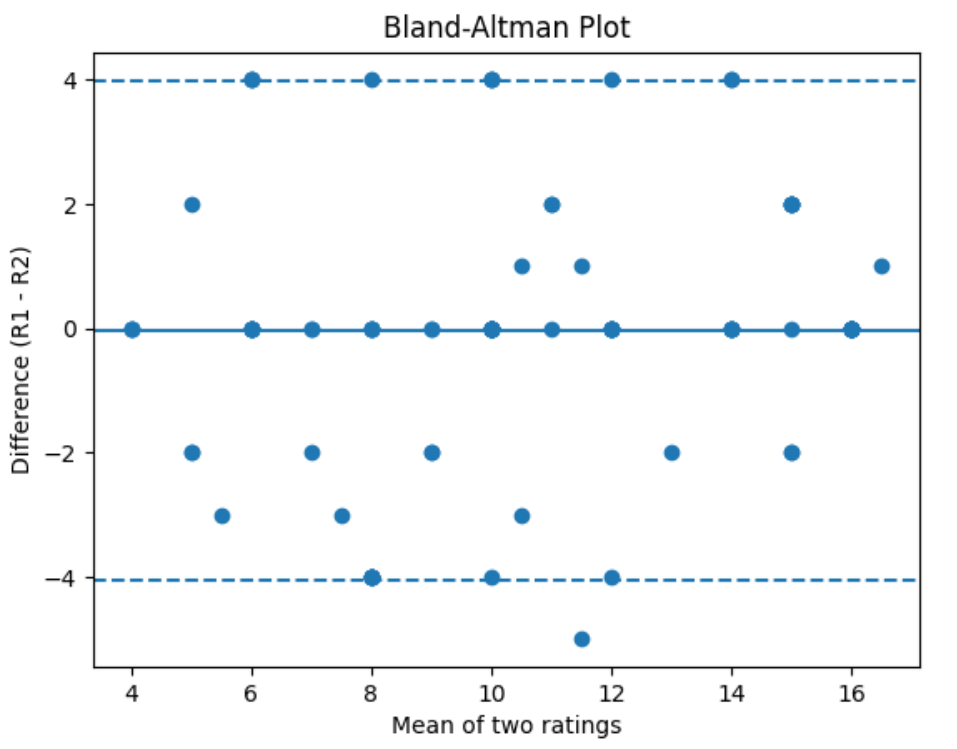 Bland-Altman Plot
4
2
0
−2
−4
Difference (R1 - R2)
4 6 8 10 12 14 16
Mean of two ratings